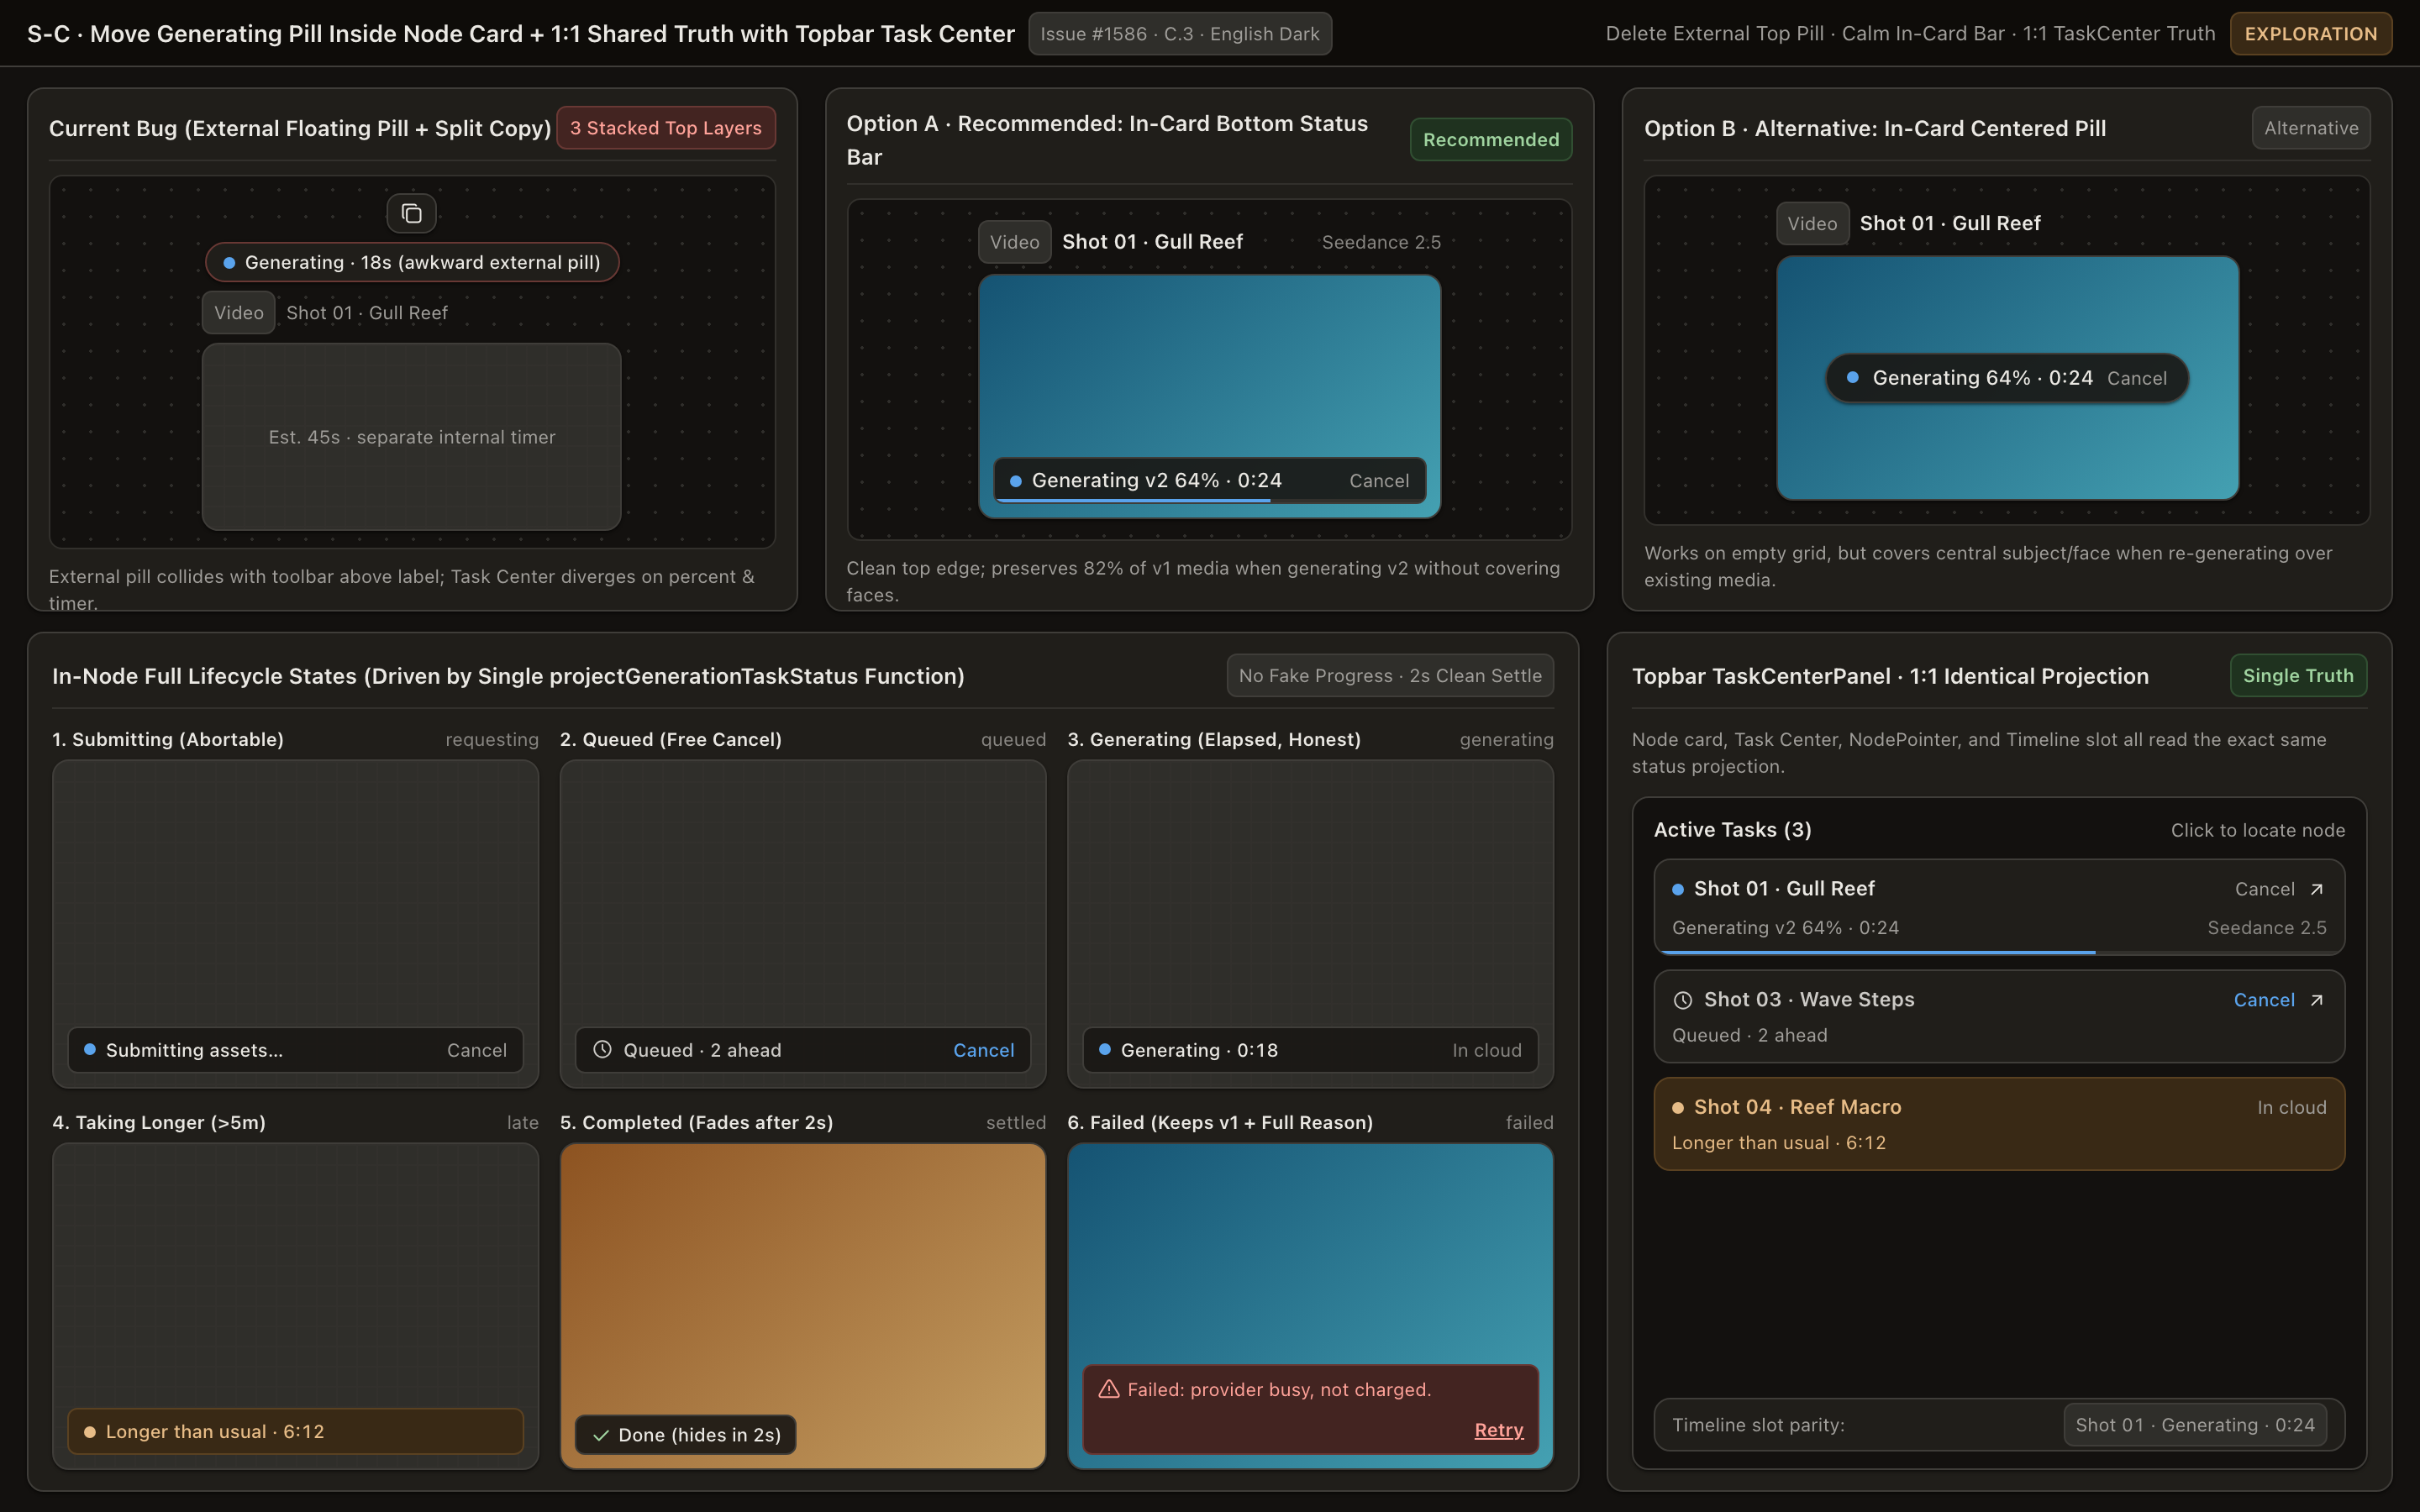 S-C · Move Generating Pill Inside Node Card + 1:1 Shared Truth with Topbar Task Center
Issue #1586 · C.3 · English Dark
Delete External Top Pill · Calm In-Card Bar · 1:1 TaskCenter Truth
EXPLORATION
Current Bug (External Floating Pill + Split Copy)
3 Stacked Top Layers
Generating · 18s (awkward external pill)
Video
Shot 01 · Gull Reef
Est. 45s · separate internal timer
External pill collides with toolbar above label; Task Center diverges on percent &
timer.
Option A · Recommended: In-Card Bottom Status
Bar
Recommended
Video
Shot 01 · Gull Reef
Seedance 2.5
Generating v2 64% · 0:24
Cancel
Clean top edge; preserves 82% of v1 media when generating v2 without covering
faces.
Option B · Alternative: In-Card Centered Pill
Alternative
Video
Shot 01 · Gull Reef
Generating 64% · 0:24
Cancel
Works on empty grid, but covers central subject/face when re-generating over
existing media.
In-Node Full Lifecycle States (Driven by Single projectGenerationTaskStatus Function)
No Fake Progress · 2s Clean Settle
1. Submitting (Abortable)
requesting
Submitting assets...
Cancel
2. Queued (Free Cancel)
queued
Queued · 2 ahead
Cancel
3. Generating (Elapsed, Honest)
generating
Generating · 0:18
In cloud
4. Taking Longer (>5m)
late
Longer than usual · 6:12
5. Completed (Fades after 2s)
settled
Done (hides in 2s)
6. Failed (Keeps v1 + Full Reason)
failed
Failed: provider busy, not charged.
Retry
Topbar TaskCenterPanel · 1:1 Identical Projection
Single Truth
Node card, Task Center, NodePointer, and Timeline slot all read the exact same
status projection.
Active Tasks (3)
Click to locate node
Shot 01 · Gull Reef
Cancel
Generating v2 64% · 0:24
Seedance 2.5
Shot 03 · Wave Steps
Cancel
Queued · 2 ahead
Shot 04 · Reef Macro
In cloud
Longer than usual · 6:12
Timeline slot parity:
Shot 01 · Generating · 0:24